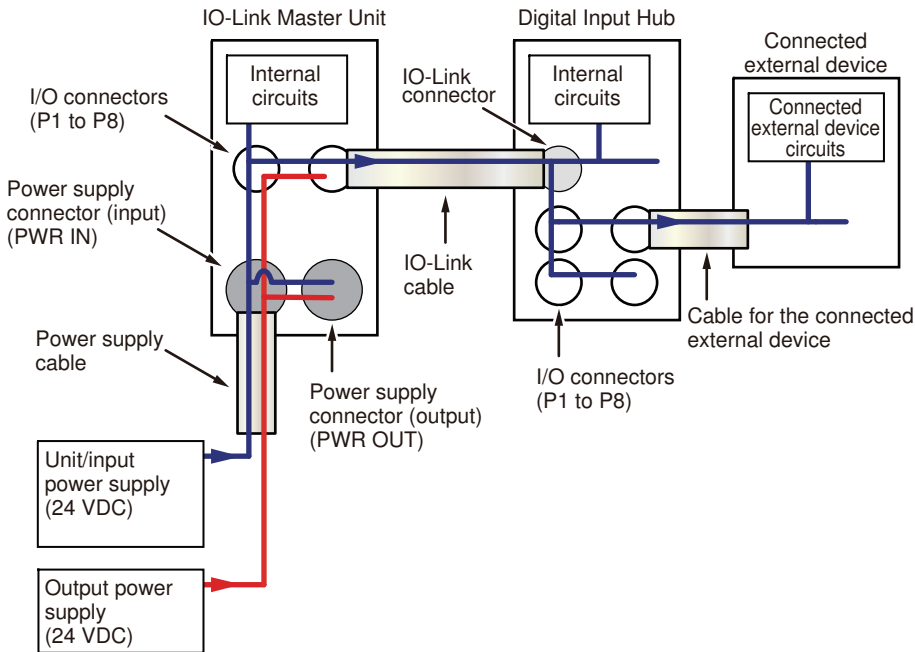 IO-Link Master Unit
Digital Input Hub
Connected
external device
Internal
circuits
IO-Link
connector
Internal
circuits
Connected
external device
circuits
I/O connectors
(P1 to P8)
Power supply
connector (input)
(PWR IN)
IO-Link
cable
Cable for the connected
external device
Power supply
cable
Power supply
connector (output)
(PWR OUT)
I/O connectors
(P1 to P8)
Unit/input
power supply
(24 VDC)
Output power
supply
(24 VDC)